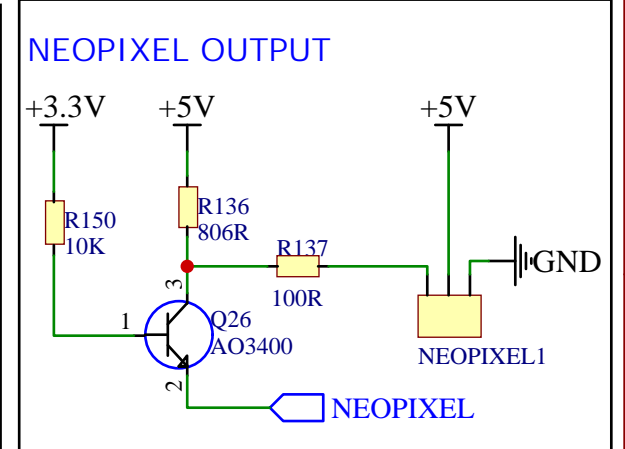 NEOPIXEL OUTPUT
+3.3V
+5V
+5V
R150
10K
R136
806R
R137
100R
GND
3
1
Q26
AO3400
2
NEOPIXEL1
NEOPIXEL